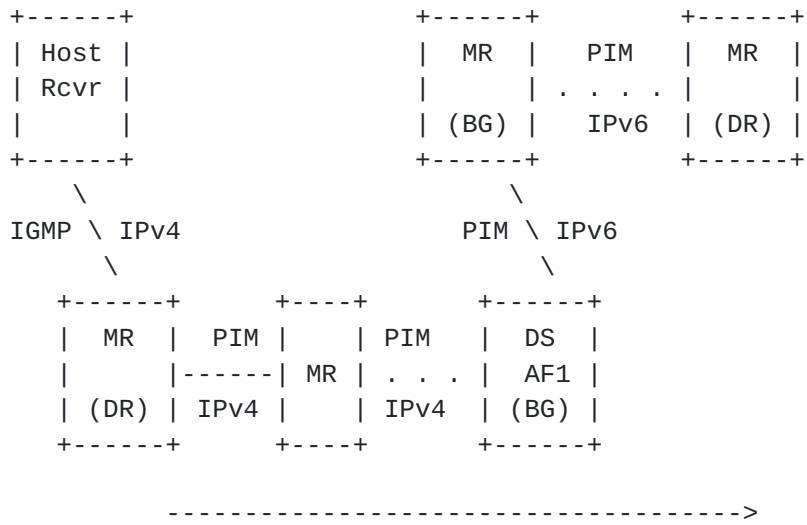 +------+                   +------+         +------+
| Host |                   |  MR  |   PIM   |  MR  |
| Rcvr |                   |      | . . . . |      |
|      |                   | (BG) |   IPv6  | (DR) |
+------+                   +------+         +------+
    \                            \
IGMP \ IPv4                  PIM \ IPv6
      \                            \
   +------+      +----+       +------+
   |  MR  |  PIM |    | PIM   |  DS  |
   |      |------| MR | . . . |  AF1 |
   | (DR) | IPv4 |    | IPv4  | (BG) |
   +------+      +----+       +------+
          ------------------------------------->